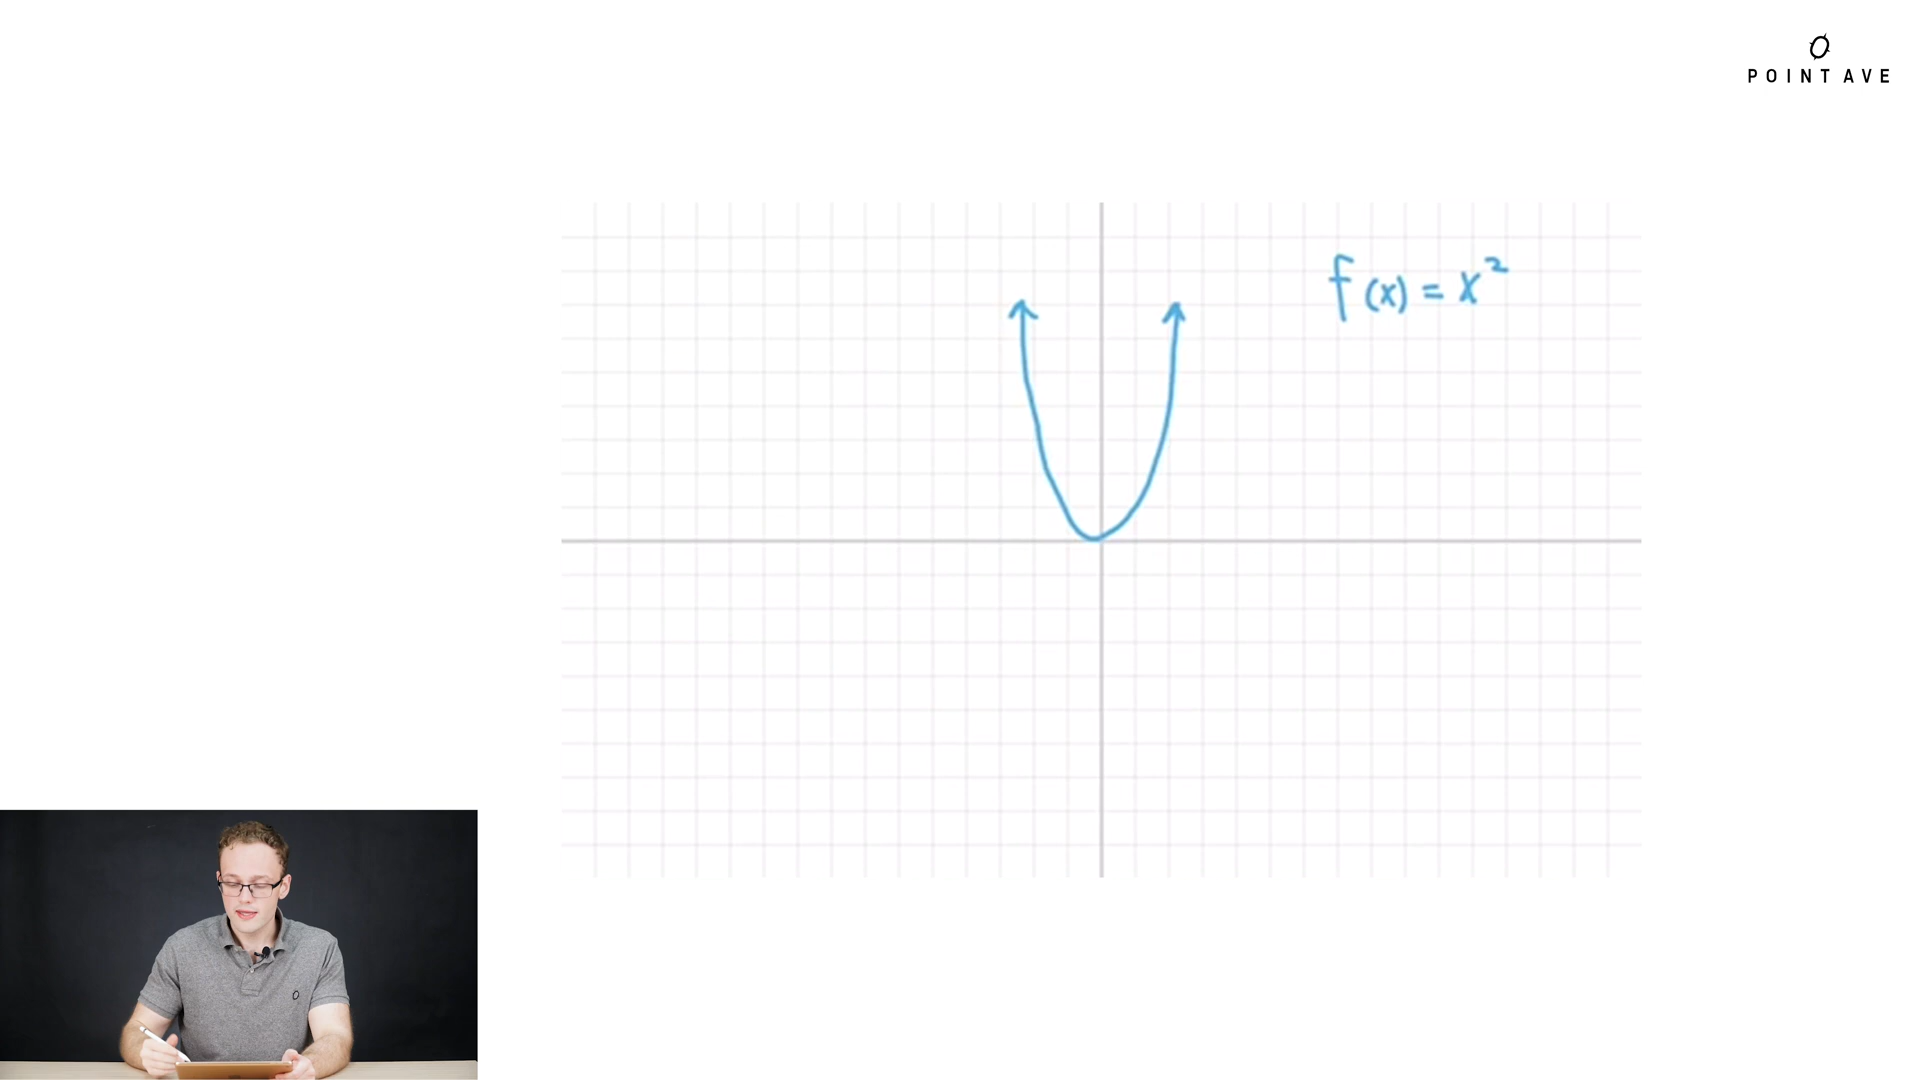 POINT AVE
f(x) = x²